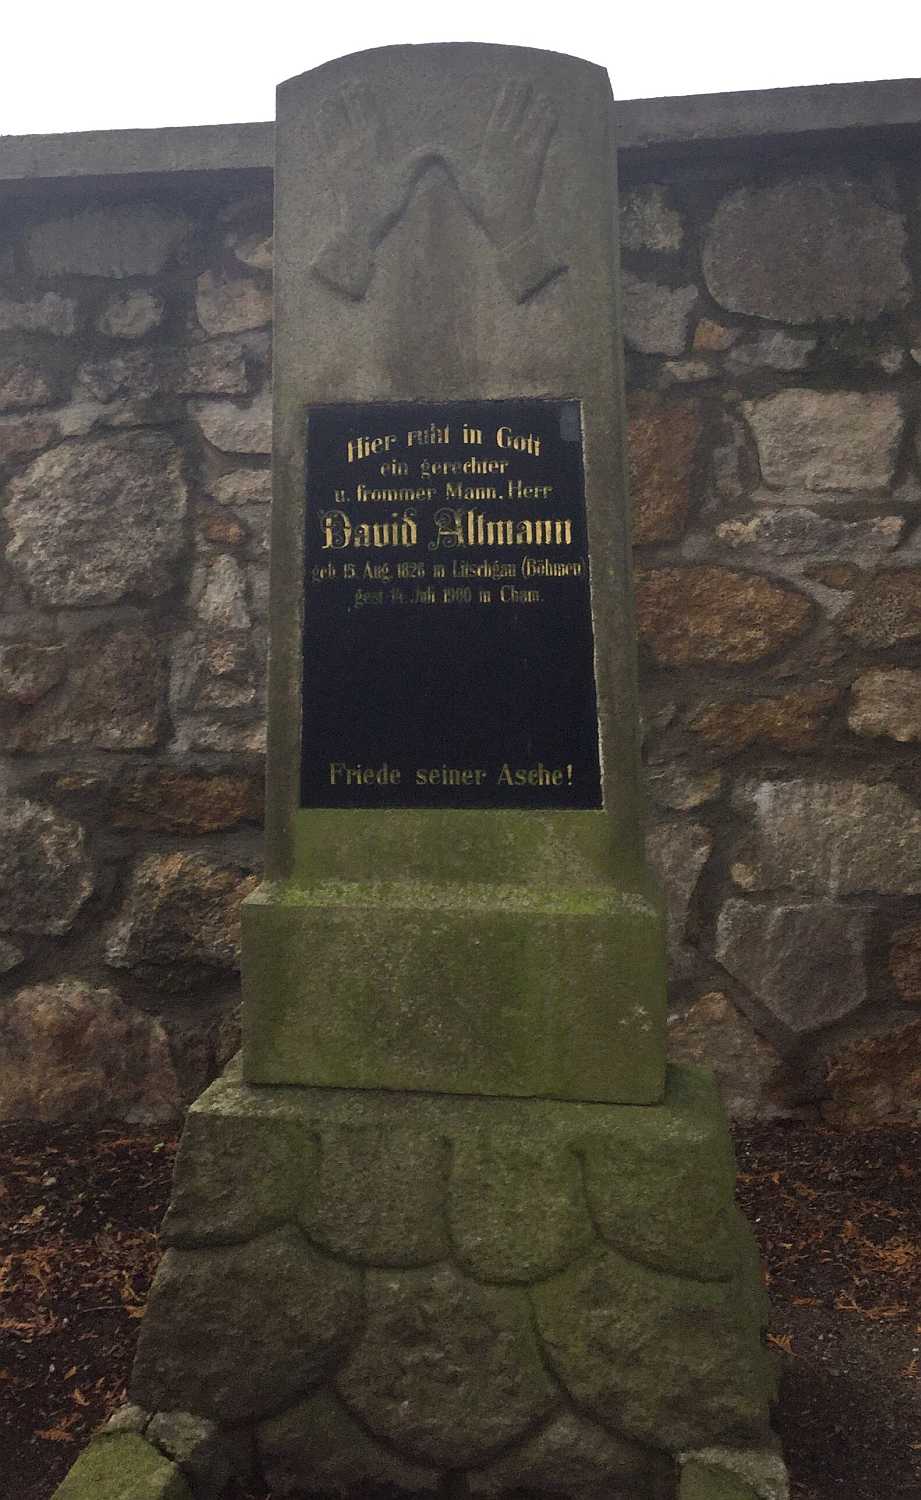 Hier ruht in Gott
ein gerechter
u. frommer Mann. Herr
David Altmann
geb. 15. Aug. 1826 in Litschgau (Böhmen)
gest. 14. Juli 1900 in Cham.
Friede seiner Asche!